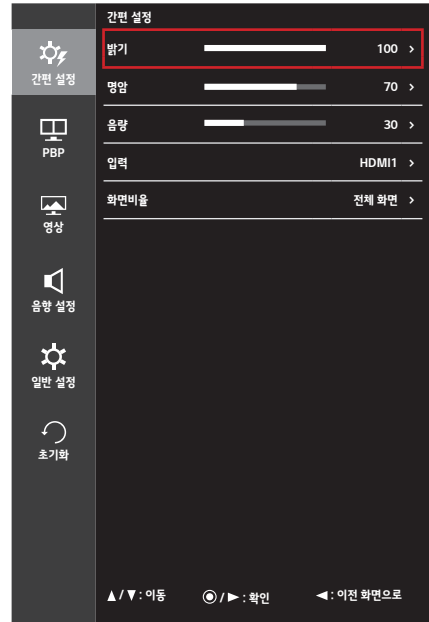 간편 설정
PBP
영상
음향 설정
일반 설정
초기화
간편 설정
밝기 100 >
명암 70 >
음량 30 >
입력 HDMI1 >
화면비율 전체 화면 >
▲/▼: 이동 ◉/►: 확인 ◄: 이전 화면으로